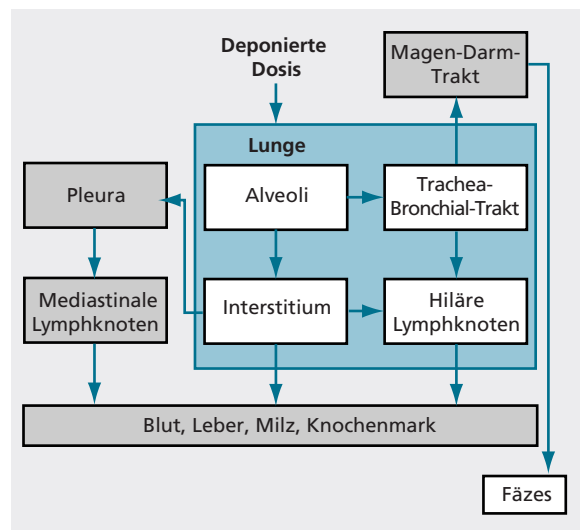 Deponierte
Dosis
Magen-Darm-
Trakt
Lunge
Pleura
Alveoli
Trachea-
Bronchial-Trakt
Mediastinale
Lymphknoten
Interstitium
Hiläre
Lymphknoten
Blut, Leber, Milz, Knochenmark
Fäzes